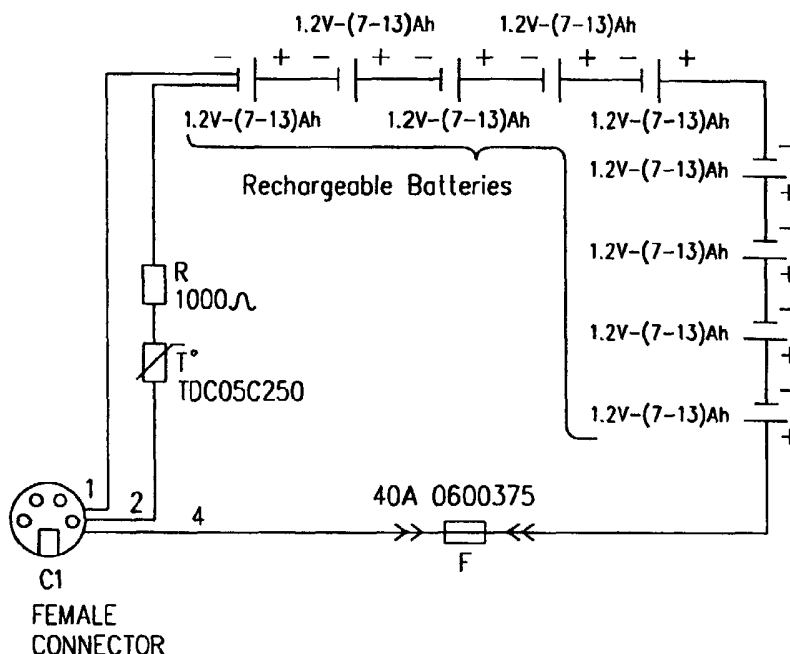 1.2V-(7-13)Ah 1.2V-(7-13)Ah
- + - + - + - + - +
1.2V-(7-13)Ah 1.2V-(7-13)Ah 1.2V-(7-13)Ah
-
1.2V-(7-13)Ah
Rechargeable Batteries
+
-
1.2V-(7-13)Ah
R
+
1000Ω
-
1.2V-(7-13)Ah
T°
+
TDC05C250
-
1.2V-(7-13)Ah
+
1
2
40A 0600375
4
F
C1
FEMALE
CONNECTOR